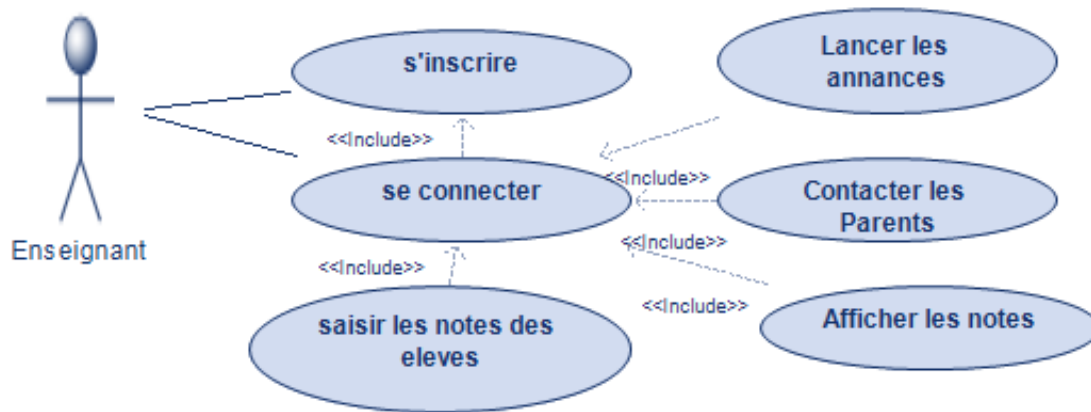 s'inscrire
Lancer les
annances
<<Include>>
se connecter
<<Include>>
Contacter les
Parents
Enseignant
<<Include>>
<<Include>>
saisir les notes des
eleves
<<Include>>
Afficher les notes